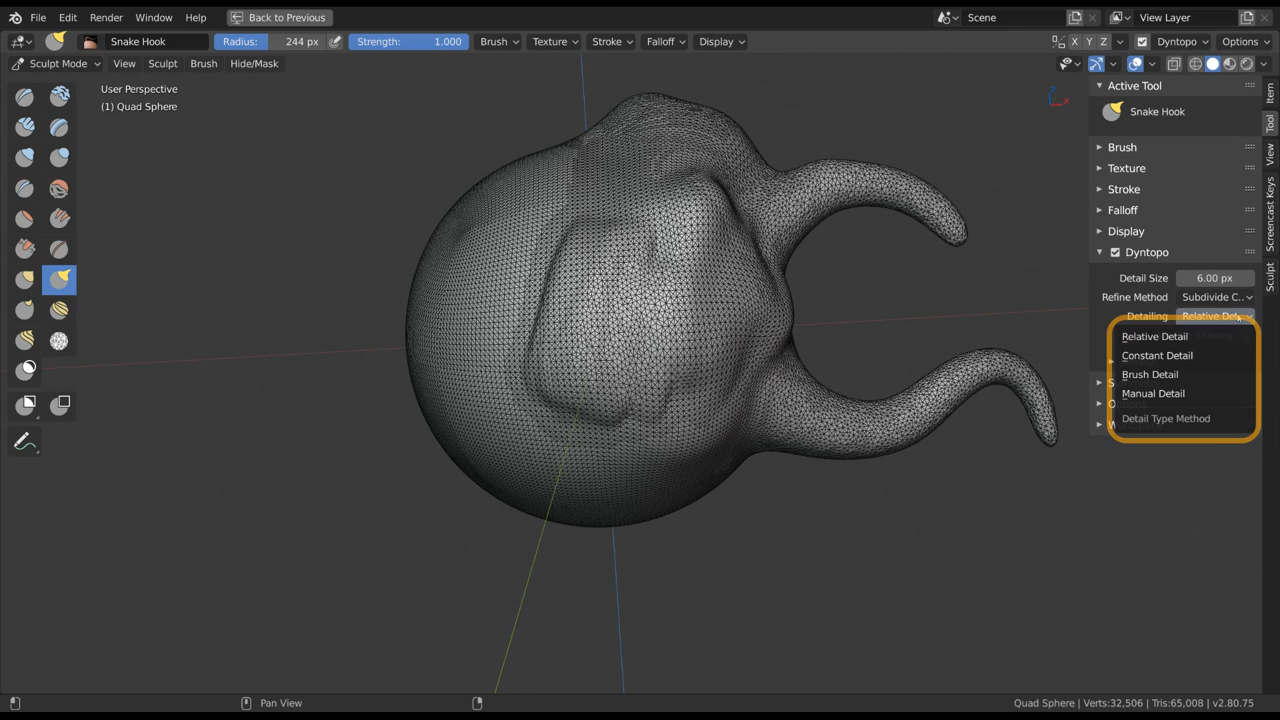 File Edit Render Window Help Back to Previous Scene View Layer
Snake Hook Radius: 244 px Strength: 1.000 Brush Texture Stroke Falloff Display X Y Z Dyntopo Options
Sculpt Mode View Sculpt Brush Hide/Mask
User Perspective
(1) Quad Sphere
Z
X
Active Tool
Snake Hook
Brush
Texture
Stroke
Falloff
Display
Dyntopo
Detail Size 6.00 px
Refine Method Subdivide C..
Detailing Relative Det
Relative Detail
Constant Detail
Brush Detail
Manual Detail
Detail Type Method
Item
Tool
View
Screencast Keys
Sculpt
Pan View
Quad Sphere | Verts:32,506 | Tris:65,008 | v2.80.75